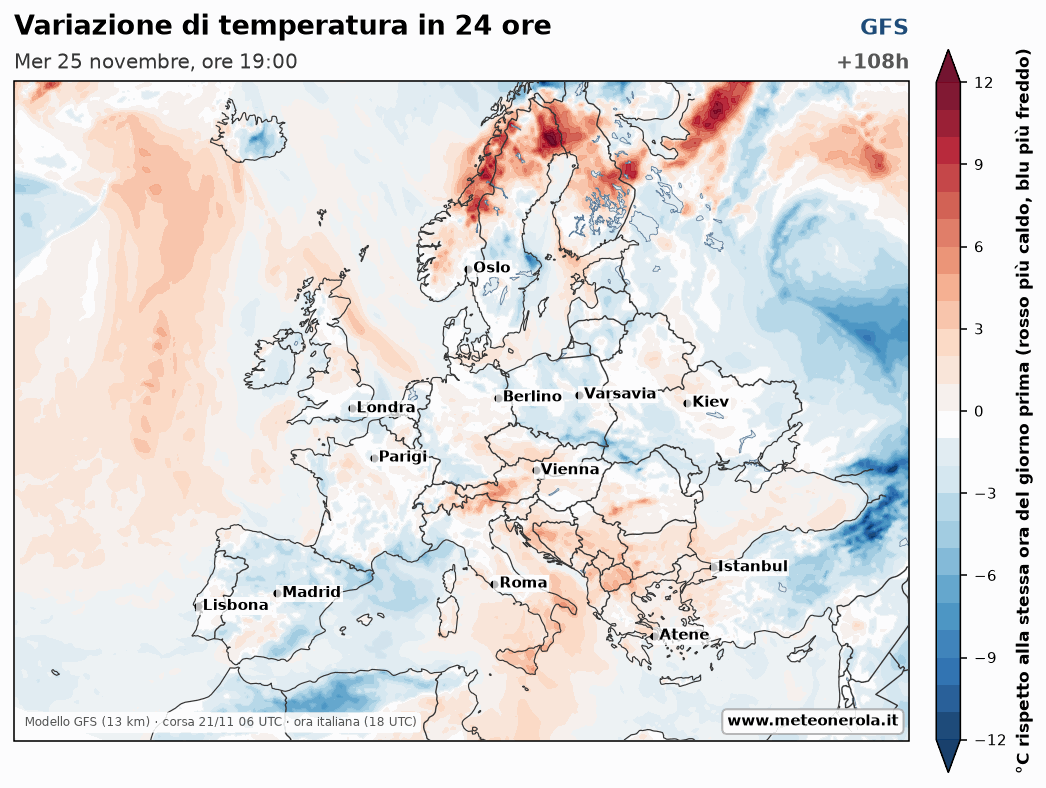 Variazione di temperatura in 24 ore
GFS
Mer 25 novembre, ore 19:00
+108h
Oslo
Londra
Berlino
Varsavia
Kiev
Parigi
Vienna
Roma
Istanbul
Madrid
Lisbona
Atene
Modello GFS (13 km) · corsa 21/11 06 UTC · ora italiana (18 UTC)
www.meteonerola.it
12
9
6
3
0
−3
−6
−9
−12
°C rispetto alla stessa ora del giorno prima (rosso più caldo, blu più freddo)